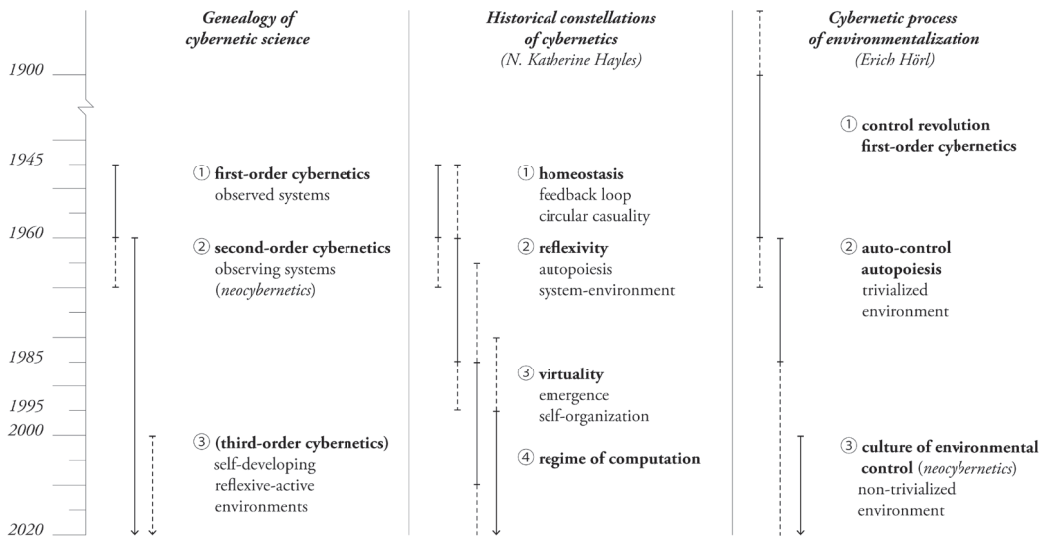 Genealogy of
cybernetic science
Historical constellations
of cybernetics
(N. Katherine Hayles)
Cybernetic process
of environmentalization
(Erich Hörl)
1900
1945
1960
1985
1995
2000
2020
① first-order cybernetics
observed systems
② second-order cybernetics
observing systems
(neocybernetics)
③ (third-order cybernetics)
self-developing
reflexive-active
environments
① homeostasis
feedback loop
circular casuality
② reflexivity
autopoiesis
system-environment
③ virtuality
emergence
self-organization
④ regime of computation
① control revolution
first-order cybernetics
② auto-control
autopoiesis
trivialized
environment
③ culture of environmental
control (neocybernetics)
non-trivialized
environment